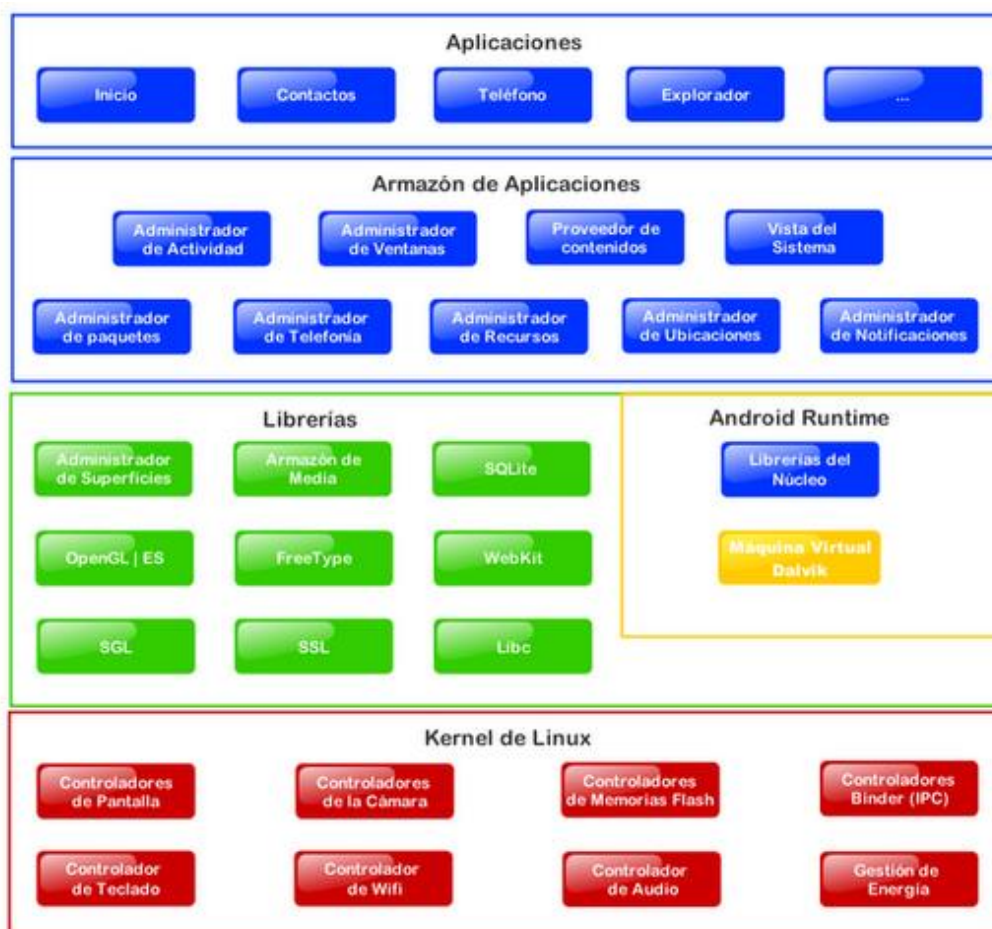 Aplicaciones
Inicio
Contactos
Teléfono
Explorador
...
Armazón de Aplicaciones
Administrador
de Actividad
Administrador
de Ventanas
Proveedor de
contenidos
Vista del
Sistema
Administrador
de paquetes
Administrador
de Telefonía
Administrador
de Recursos
Administrador
de Ubicaciones
Administrador
de Notificaciones
Librerías
Administrador
de Superficies
Armazón de
Media
SQLite
OpenGL | ES
FreeType
WebKit
SGL
SSL
Libc
Android Runtime
Librerías del
Núcleo
Máquina Virtual
Dalvik
Kernel de Linux
Controladores
de Pantalla
Controladores
de la Cámara
Controladores
de Memorias Flash
Controladores
Binder (IPC)
Controlador
de Teclado
Controlador
de Wifi
Controlador
de Audio
Gestión de
Energía